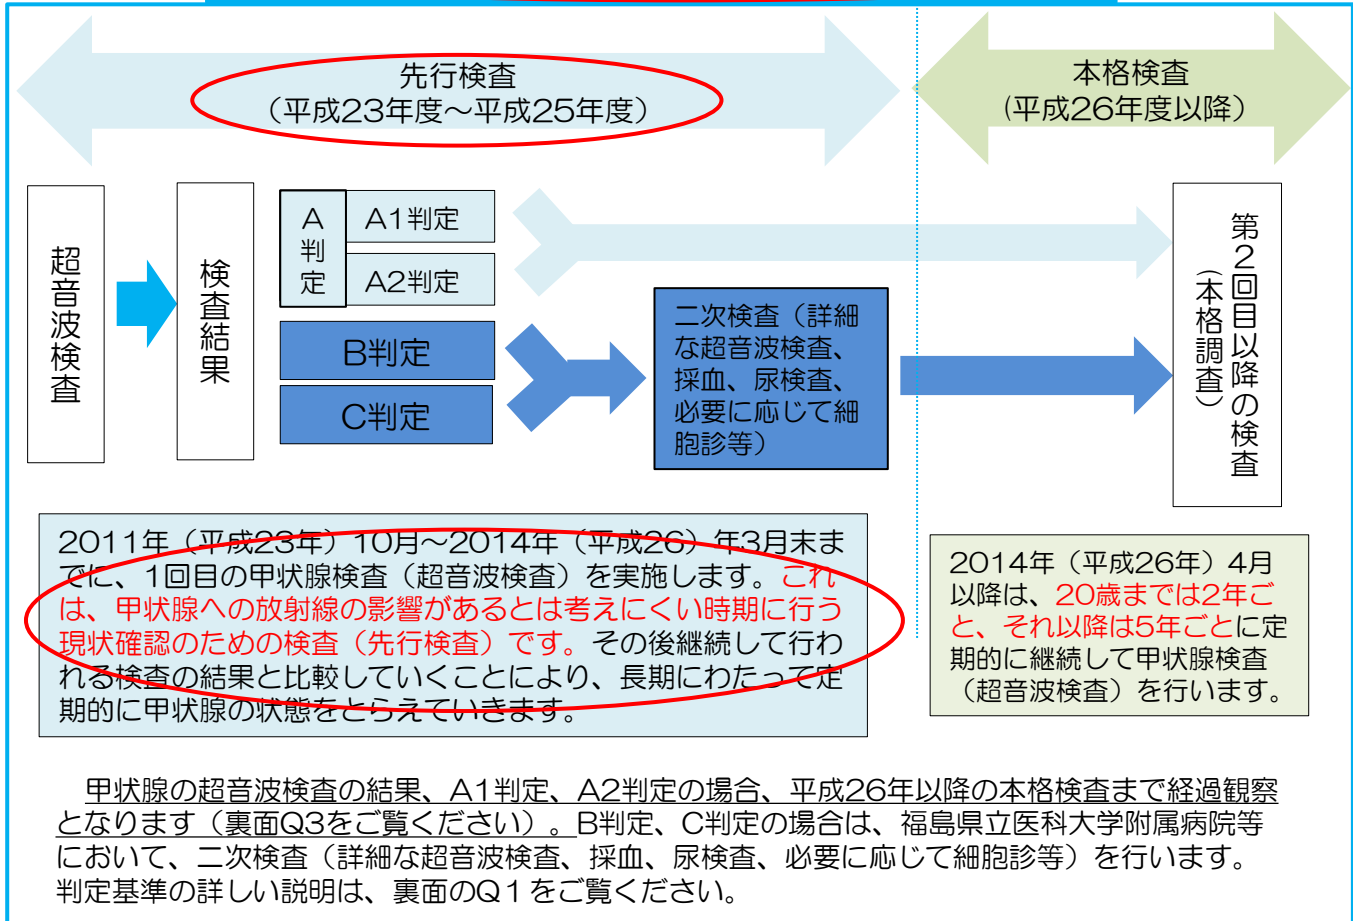 先行検査
（平成23年度～平成25年度）
本格検査
（平成26年度以降）
超音波検査
検査結果
A判定
A1判定
A2判定
B判定
C判定
二次検査（詳細
な超音波検査、
採血、尿検査、
必要に応じて細
胞診等）
第２回目以降の検査
（本格調査）
2011年（平成23年）10月～2014年（平成26）年3月末ま
でに、1回目の甲状腺検査（超音波検査）を実施します。これ
は、甲状腺への放射線の影響があるとは考えにくい時期に行う
現状確認のための検査（先行検査）です。その後継続して行わ
れる検査の結果と比較していくことにより、長期にわたって定
期的に甲状腺の状態をとらえていきます。
2014年（平成26年）4月
以降は、20歳までは2年ご
と、それ以降は5年ごとに定
期的に継続して甲状腺検査
（超音波検査）を行います。
甲状腺の超音波検査の結果、A1判定、A2判定の場合、平成26年以降の本格検査まで経過観察
となります（裏面Q3をご覧ください）。B判定、C判定の場合は、福島県立医科大学附属病院等
において、二次検査（詳細な超音波検査、採血、尿検査、必要に応じて細胞診等）を行います。
判定基準の詳しい説明は、裏面のQ１をご覧ください。